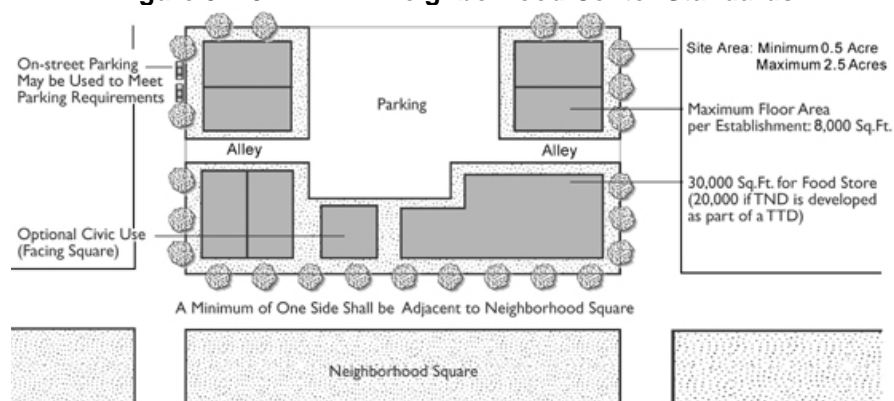 On-street Parking
May be Used to Meet
Parking Requirements
Parking
Site Area: Minimum 0.5 Acre
Maximum 2.5 Acres
Maximum Floor Area
per Establishment: 8,000 Sq.Ft.
Alley
Alley
30,000 Sq.Ft. for Food Store
(20,000 if TND is developed
as part of a TTD)
Optional Civic Use
(Facing Square)
A Minimum of One Side Shall be Adjacent to Neighborhood Square
Neighborhood Square